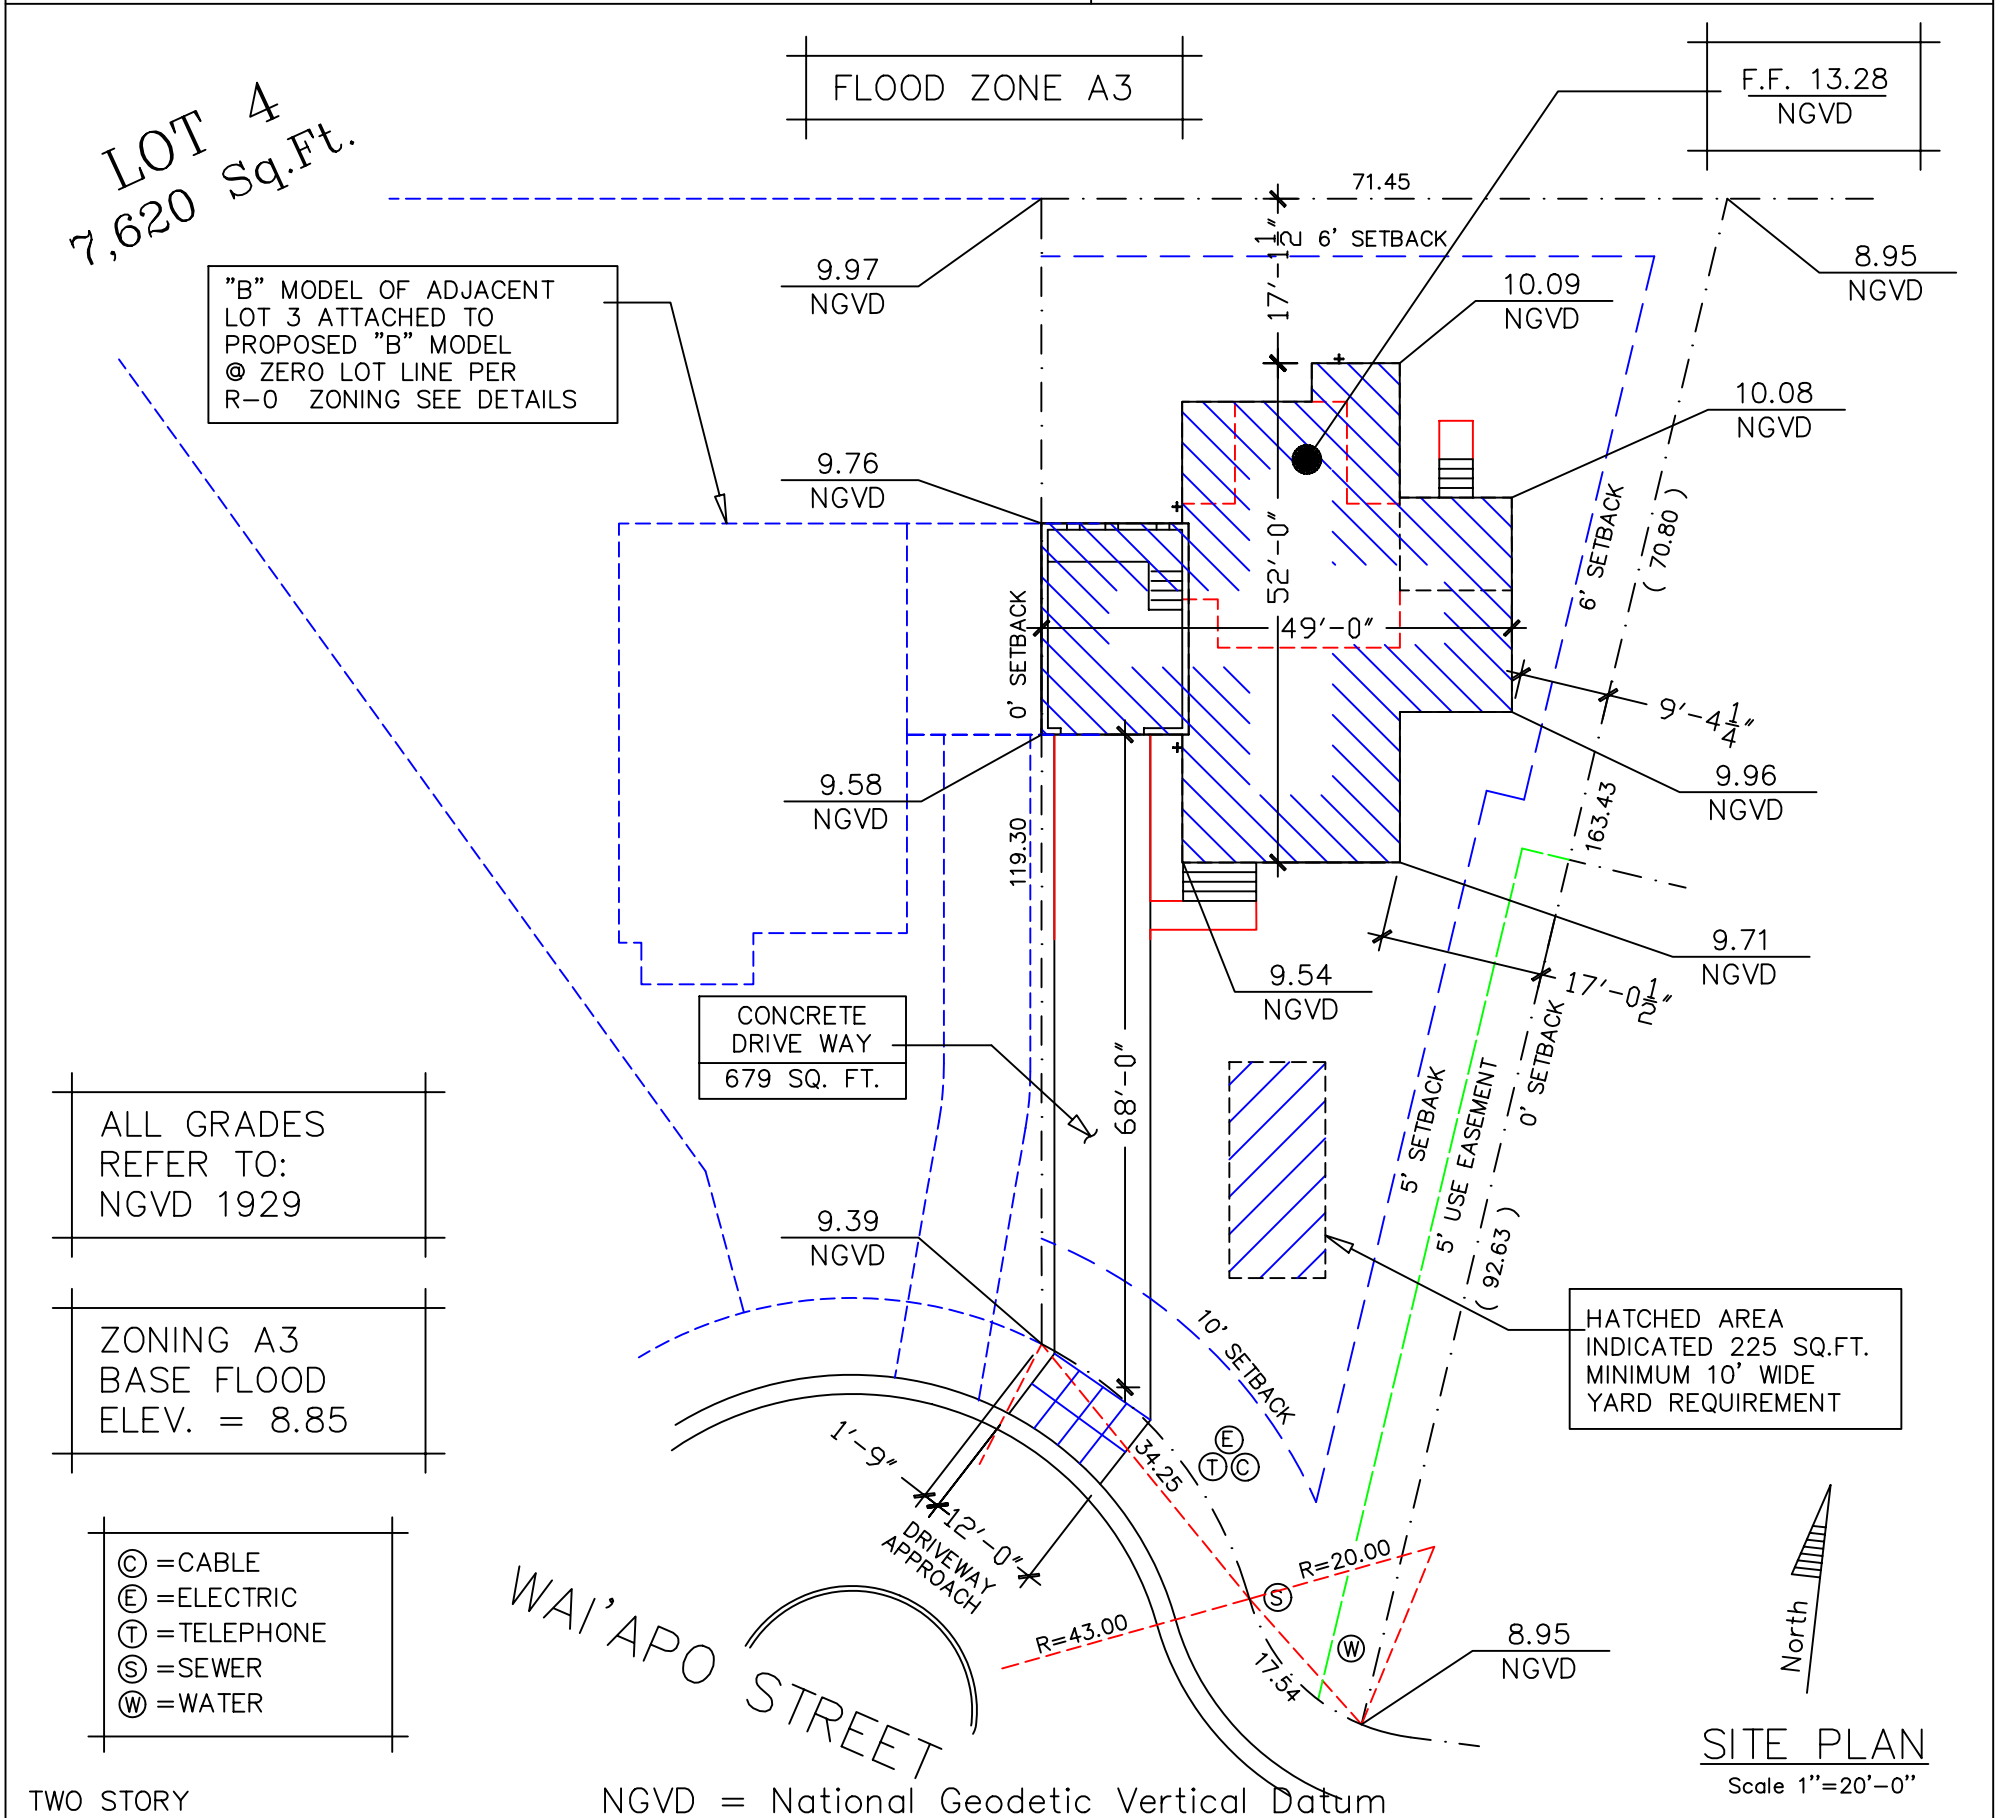 FLOOD ZONE A3
F.F. 13.28
NGVD
LOT 4
7,620 Sq.Ft.
71.45
17'-1 1/2"
6' SETBACK
9.97
NGVD
8.95
NGVD
10.09
NGVD
"B" MODEL OF ADJACENT
LOT 3 ATTACHED TO
PROPOSED "B" MODEL
@ ZERO LOT LINE PER
R-0 ZONING SEE DETAILS
10.08
NGVD
9.76
NGVD
6' SETBACK
( 70.80 )
52'-0"
49'-0"
0' SETBACK
9'-4 1/4"
9.58
NGVD
9.96
NGVD
163.43
119.30
9.71
NGVD
9.54
NGVD
17'-0 1/2"
CONCRETE
DRIVE WAY
679 SQ. FT.
68'-0"
5' SETBACK
5' USE EASEMENT
0' SETBACK
( 92.63 )
ALL GRADES
REFER TO:
NGVD 1929
9.39
NGVD
10' SETBACK
HATCHED AREA
INDICATED 225 SQ.FT.
MINIMUM 10' WIDE
YARD REQUIREMENT
ZONING A3
BASE FLOOD
ELEV. = 8.85
1'-9"
12'-0"
DRIVEWAY
APPROACH
34.25
E
T C
R=20.00
S
R=43.00
W
17.54
8.95
NGVD
C =CABLE
E =ELECTRIC
T =TELEPHONE
S =SEWER
W =WATER
WAI'APO STREET
North
SITE PLAN
Scale 1"=20'-0"
TWO STORY
NGVD = National Geodetic Vertical Datum